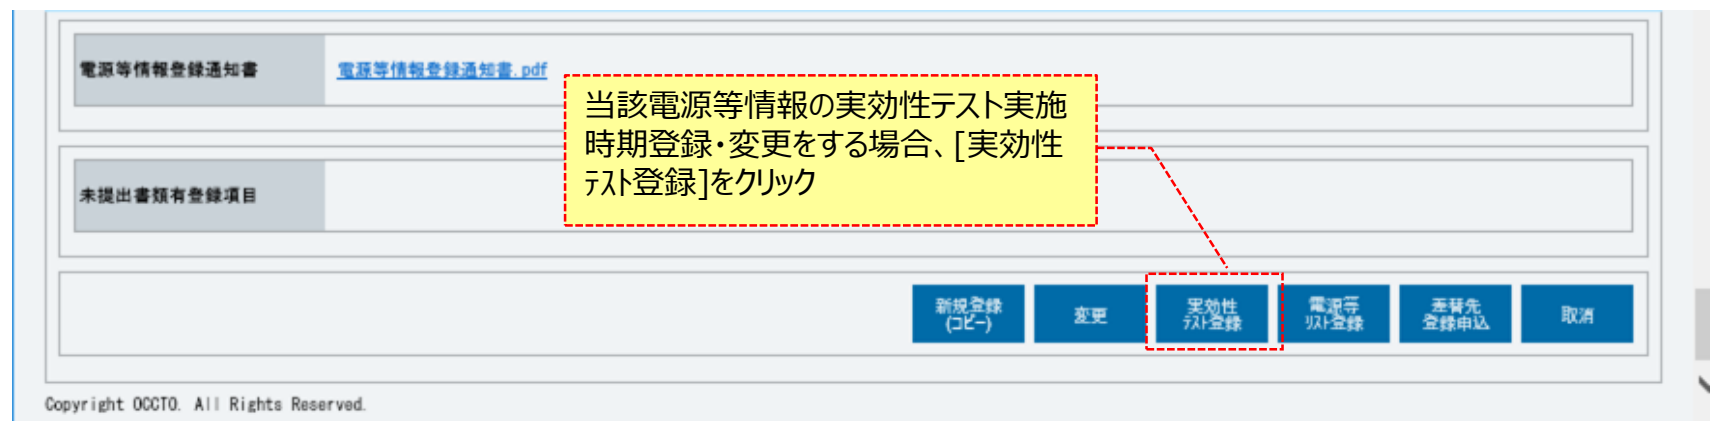 電源等情報登録通知書
電源等情報登録通知書.pdf
当該電源等情報の実効性テスト実施
時期登録・変更をする場合、[実効性
テスト登録]をクリック
未提出書類有登録項目
新規登録
(コピー)
変更
実効性
テスト登録
電源等
リスト登録
差替先
登録申込
取消
Copyright OCCTO. All Rights Reserved.